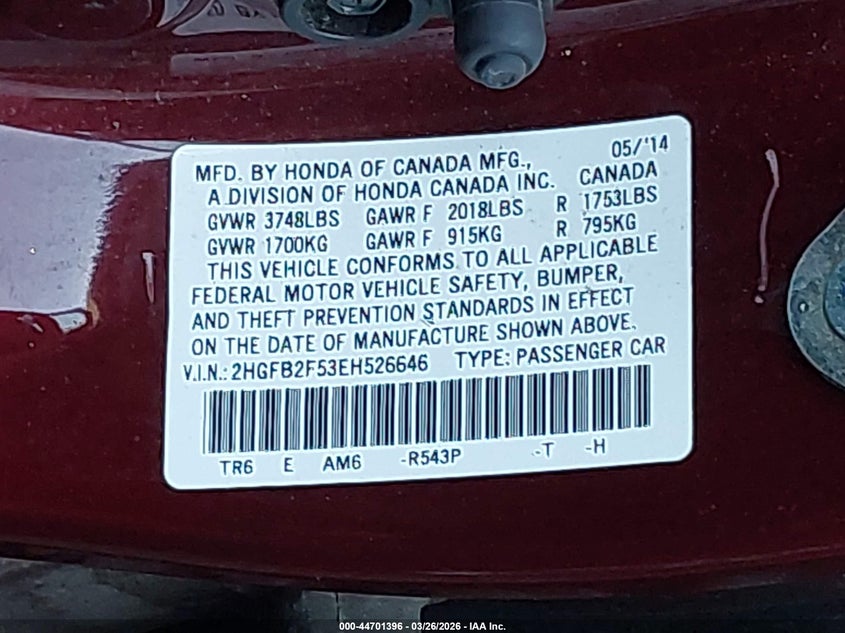 MFD. BY HONDA OF CANADA MFG., 05/'14
A DIVISION OF HONDA CANADA INC. CANADA
GVWR 3748LBS GAWR F 2018LBS R 1753LBS
GVWR 1700KG GAWR F 915KG R 795KG
THIS VEHICLE CONFORMS TO ALL APPLICABLE
FEDERAL MOTOR VEHICLE SAFETY, BUMPER,
AND THEFT PREVENTION STANDARDS IN EFFECT
ON THE DATE OF MANUFACTURE SHOWN ABOVE.
V.I.N.: 2HGFB2F53EH526646 TYPE: PASSENGER CAR
TR6 E AM6 -R543P -T -H
000-44701396 - 03/26/2026 - IAA Inc.